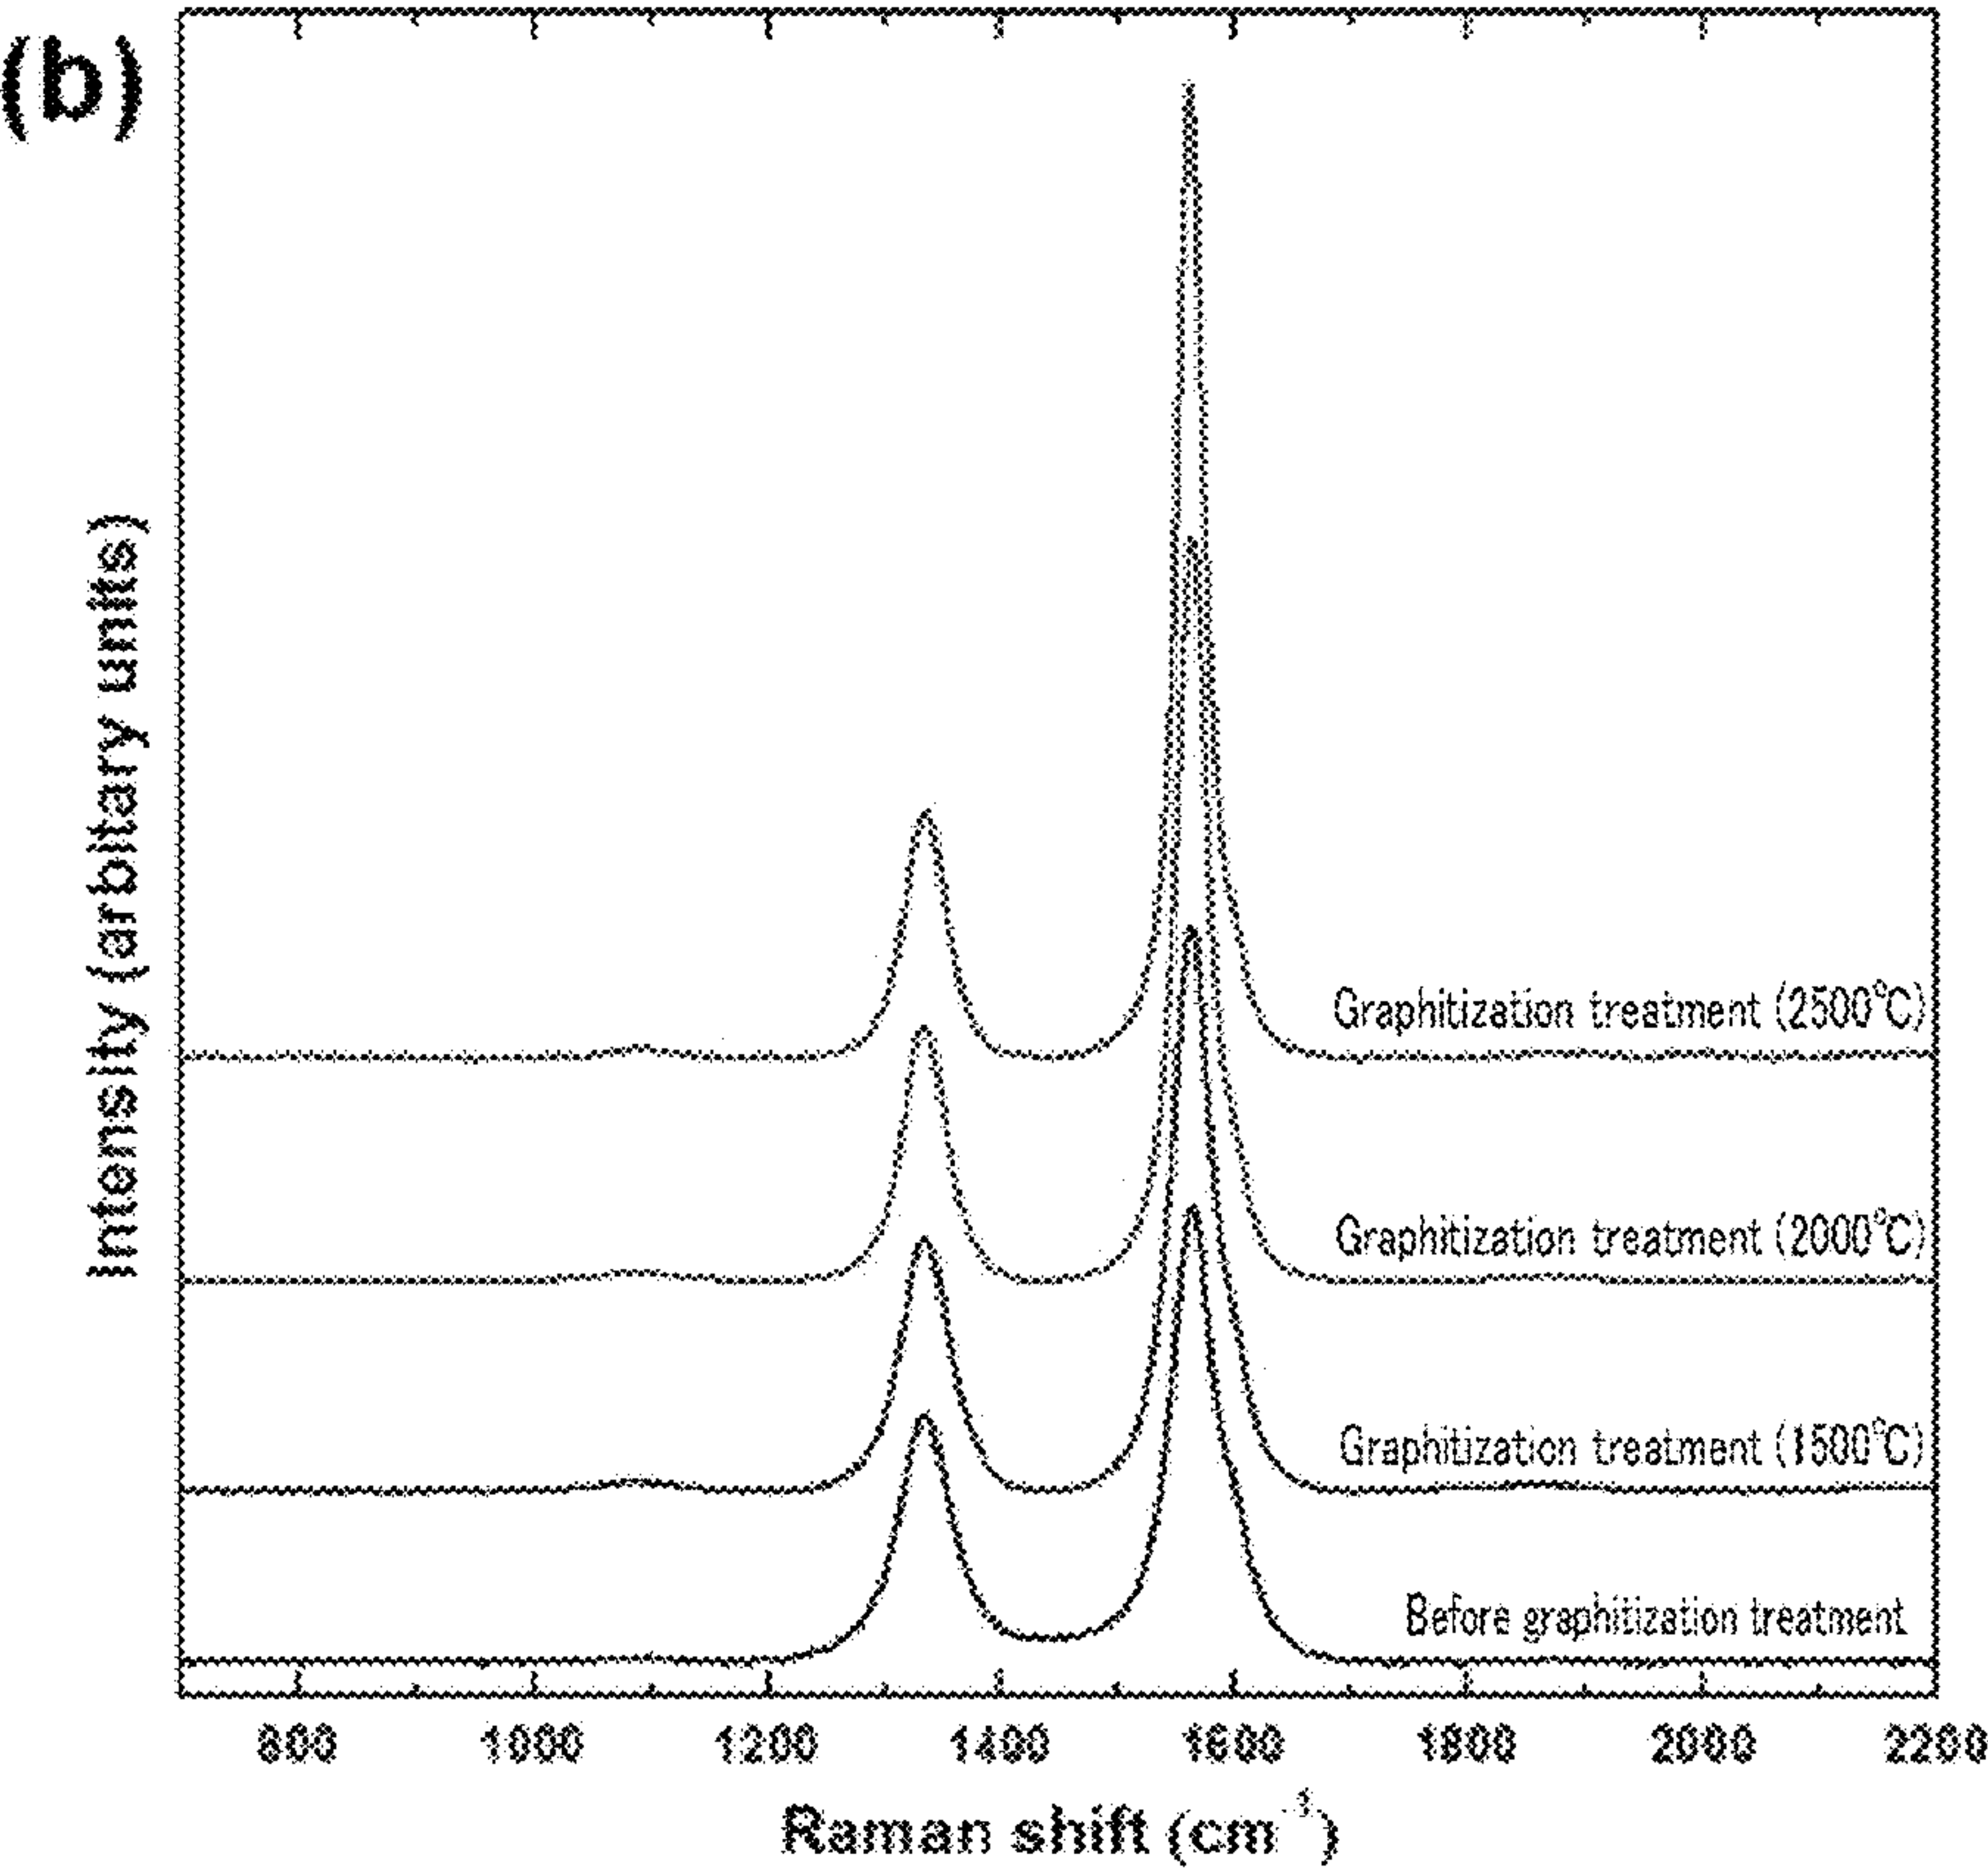 (b)
Intensity (arbitary units)
Graphitization treatment (2500°C)
Graphitization treatment (2000°C)
Graphitization treatment (1500°C)
Before graphitization treatment
800 1000 1200 1400 1600 1800 2000 2200
Raman shift (cm⁻¹)